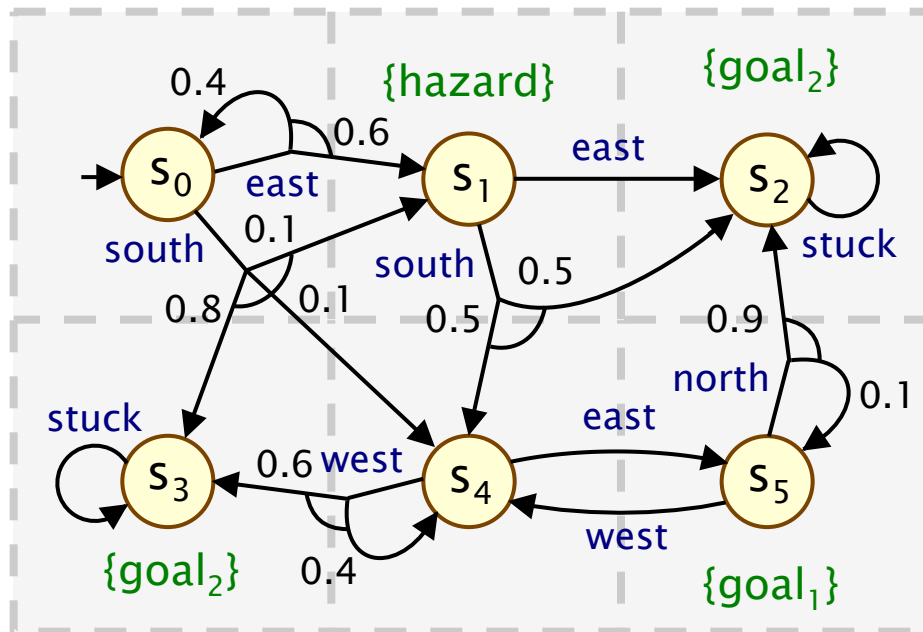 {hazard}
{goal₂}
0.4
0.6
s₀
east
s₁
east
s₂
south
0.1
south
0.5
stuck
0.8
0.1
0.5
0.9
north
0.1
stuck
east
s₃
0.6
west
s₄
s₅
west
0.4
{goal₂}
{goal₁}